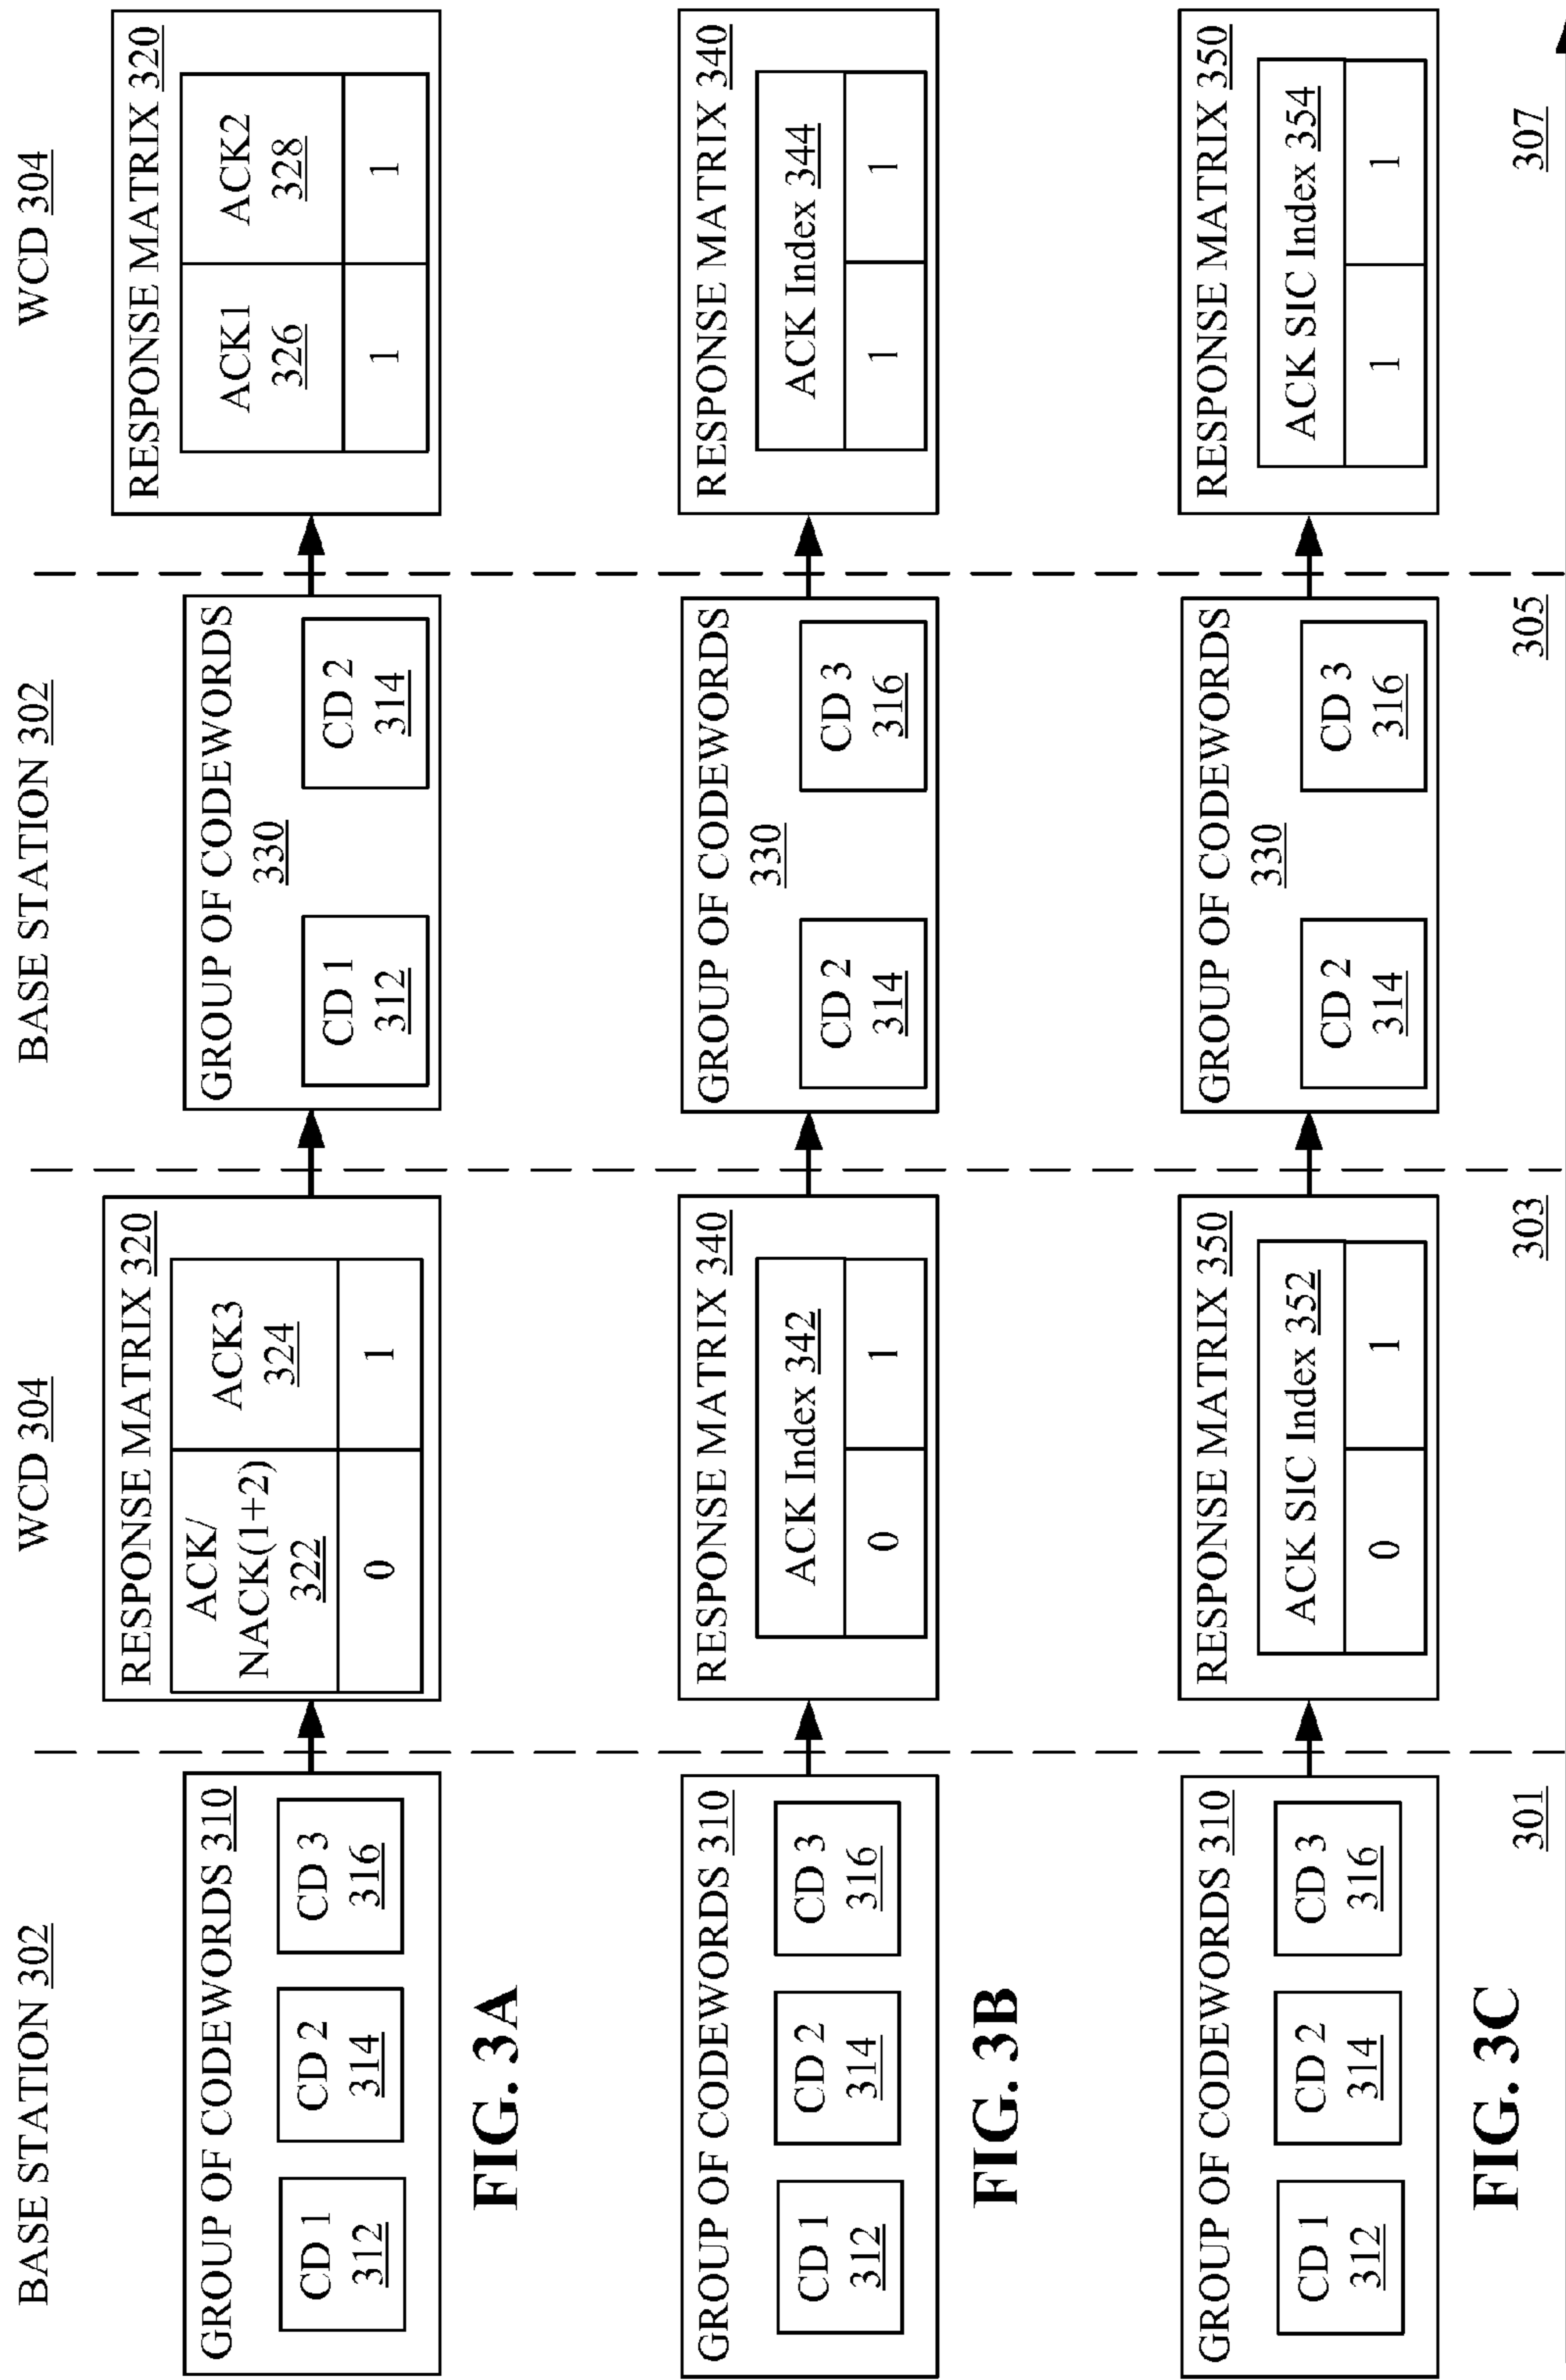 BASE STATION 302
WCD 304
BASE STATION 302
WCD 304
GROUP OF CODEWORDS 310
CD 1
312
CD 2
314
CD 3
316
RESPONSE MATRIX 320
ACK/
NACK(1+2)
322
ACK3
324
0
1
GROUP OF CODEWORDS
330
CD 1
312
CD 2
314
RESPONSE MATRIX 320
ACK1
326
ACK2
328
1
1
FIG. 3A
GROUP OF CODEWORDS 310
CD 1
312
CD 2
314
CD 3
316
RESPONSE MATRIX 340
ACK Index 342
0
1
GROUP OF CODEWORDS
330
CD 2
314
CD 3
316
RESPONSE MATRIX 340
ACK Index 344
1
1
FIG. 3B
GROUP OF CODEWORDS 310
CD 1
312
CD 2
314
CD 3
316
RESPONSE MATRIX 350
ACK SIC Index 352
0
1
GROUP OF CODEWORDS
330
CD 2
314
CD 3
316
RESPONSE MATRIX 350
ACK SIC Index 354
1
1
FIG. 3C
301
303
305
307